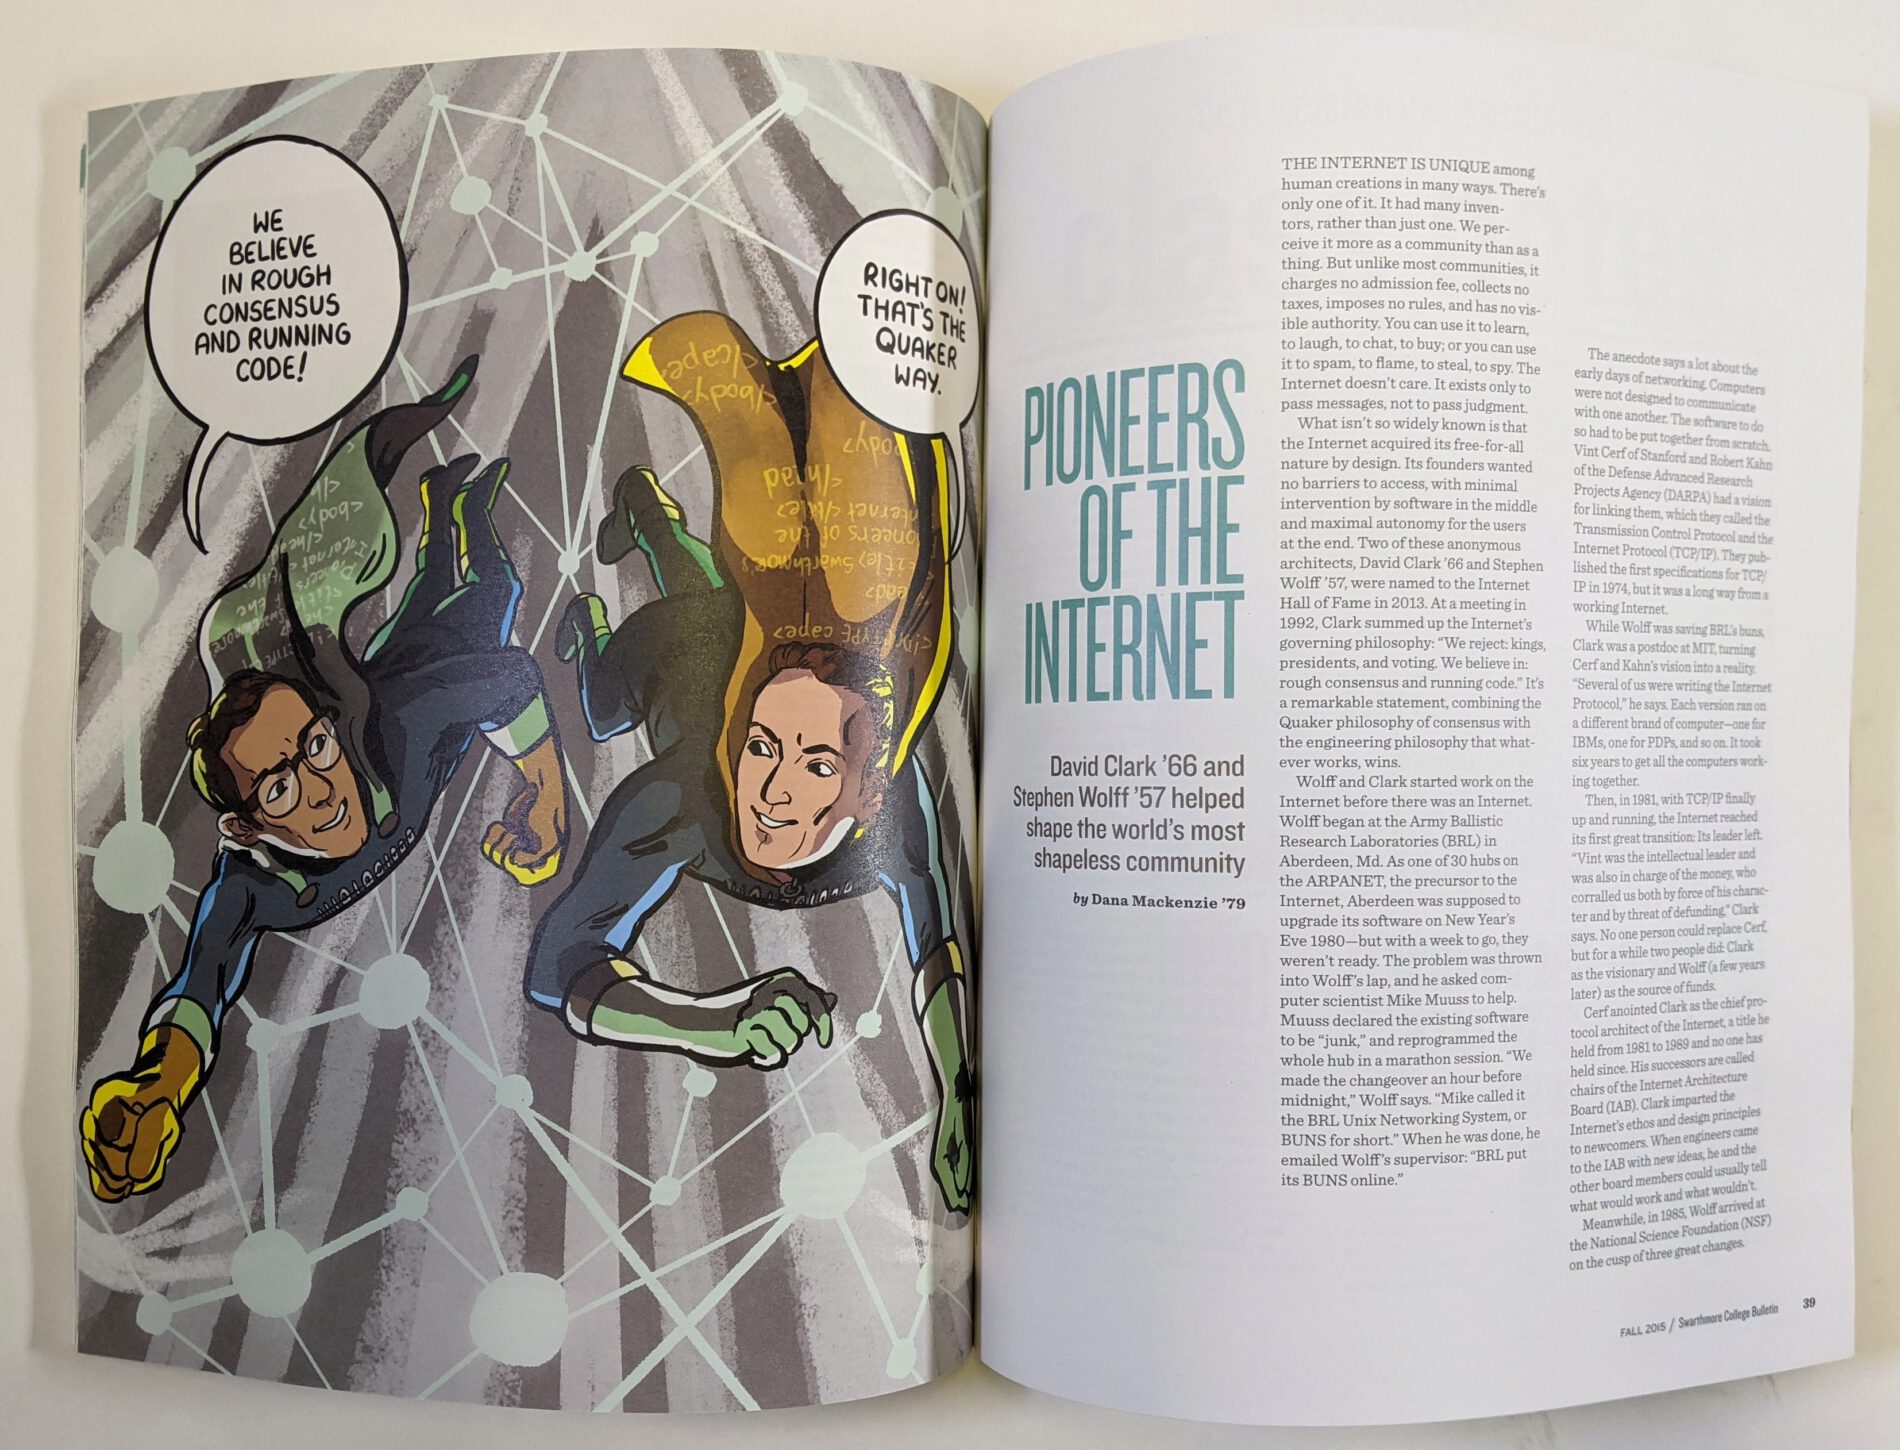 WE
BELIEVE
IN ROUGH
CONSENSUS
AND RUNNING
CODE!
RIGHT ON!
THAT'S THE
QUAKER
WAY.
PIONEERS
OF THE
INTERNET
David Clark ’66 and
Stephen Wolff ’57 helped
shape the world’s most
shapeless community
by Dana Mackenzie ’79
THE INTERNET IS UNIQUE among
human creations in many ways. There’s
only one of it. It had many inven-
tors, rather than just one. We per-
ceive it more as a community than as a
thing. But unlike most communities, it
charges no admission fee, collects no
taxes, imposes no rules, and has no vis-
ible authority. You can use it to learn,
to laugh, to chat, to buy; or you can use
it to spam, to flame, to steal, to spy. The
Internet doesn’t care. It exists only to
pass messages, not to pass judgment.
What isn’t so widely known is that
the Internet acquired its free-for-all
nature by design. Its founders wanted
no barriers to access, with minimal
intervention by software in the middle
and maximal autonomy for the users
at the end. Two of these anonymous
architects, David Clark ’66 and Stephen
Wolff ’57, were named to the Internet
Hall of Fame in 2013. At a meeting in
1992, Clark summed up the Internet’s
governing philosophy: “We reject: kings,
presidents, and voting. We believe in:
rough consensus and running code.” It’s
a remarkable statement, combining the
Quaker philosophy of consensus with
the engineering philosophy that what-
ever works, wins.
Wolff and Clark started work on the
Internet before there was an Internet.
Wolff began at the Army Ballistic
Research Laboratories (BRL) in
Aberdeen, Md. As one of 30 hubs on
the ARPANET, the precursor to the
Internet, Aberdeen was supposed to
upgrade its software on New Year’s
Eve 1980—but with a week to go, they
weren’t ready. The problem was thrown
into Wolff’s lap, and he asked com-
puter scientist Mike Muuss to help.
Muuss declared the existing software
to be “junk,” and reprogrammed the
whole hub in a marathon session. “We
made the changeover an hour before
midnight,” Wolff says. “Mike called it
the BRL Unix Networking System, or
BUNS for short.” When he was done, he
emailed Wolff’s supervisor: “BRL put
its BUNS online.”
The anecdote says a lot about the
early days of networking. Computers
were not designed to communicate
with one another. The software to do
so had to be put together from scratch.
Vint Cerf of Stanford and Robert Kahn
of the Defense Advanced Research
Projects Agency (DARPA) had a vision
for linking them, which they called the
Transmission Control Protocol and the
Internet Protocol (TCP/IP). They pub-
lished the first specifications for TCP/
IP in 1974, but it was a long way from a
working Internet.
While Wolff was saving BRL’s buns,
Clark was a postdoc at MIT, turning
Cerf and Kahn’s vision into a reality.
“Several of us were writing the Internet
Protocol,” he says. Each version ran on
a different brand of computer—one for
IBMs, one for PDPs, and so on. It took
six years to get all the computers work-
ing together.
Then, in 1981, with TCP/IP finally
up and running, the Internet reached
its first great transition: Its leader left.
“Vint was the intellectual leader and
was also in charge of the money, who
corralled us both by force of his charac-
ter and by threat of defunding,” Clark
says. No one person could replace Cerf,
but for a while two people did: Clark
as the visionary and Wolff (a few years
later) as the source of funds.
Cerf anointed Clark as the chief pro-
tocol architect of the Internet, a title he
held from 1981 to 1989 and no one has
held since. His successors are called
chairs of the Internet Architecture
Board (IAB). Clark imparted the
Internet’s ethos and design principles
to newcomers. When engineers came
to the IAB with new ideas, he and the
other board members could usually tell
what would work and what wouldn’t.
Meanwhile, in 1985, Wolff arrived at
the National Science Foundation (NSF)
on the cusp of three great changes.
FALL 2015 / Swarthmore College Bulletin 39